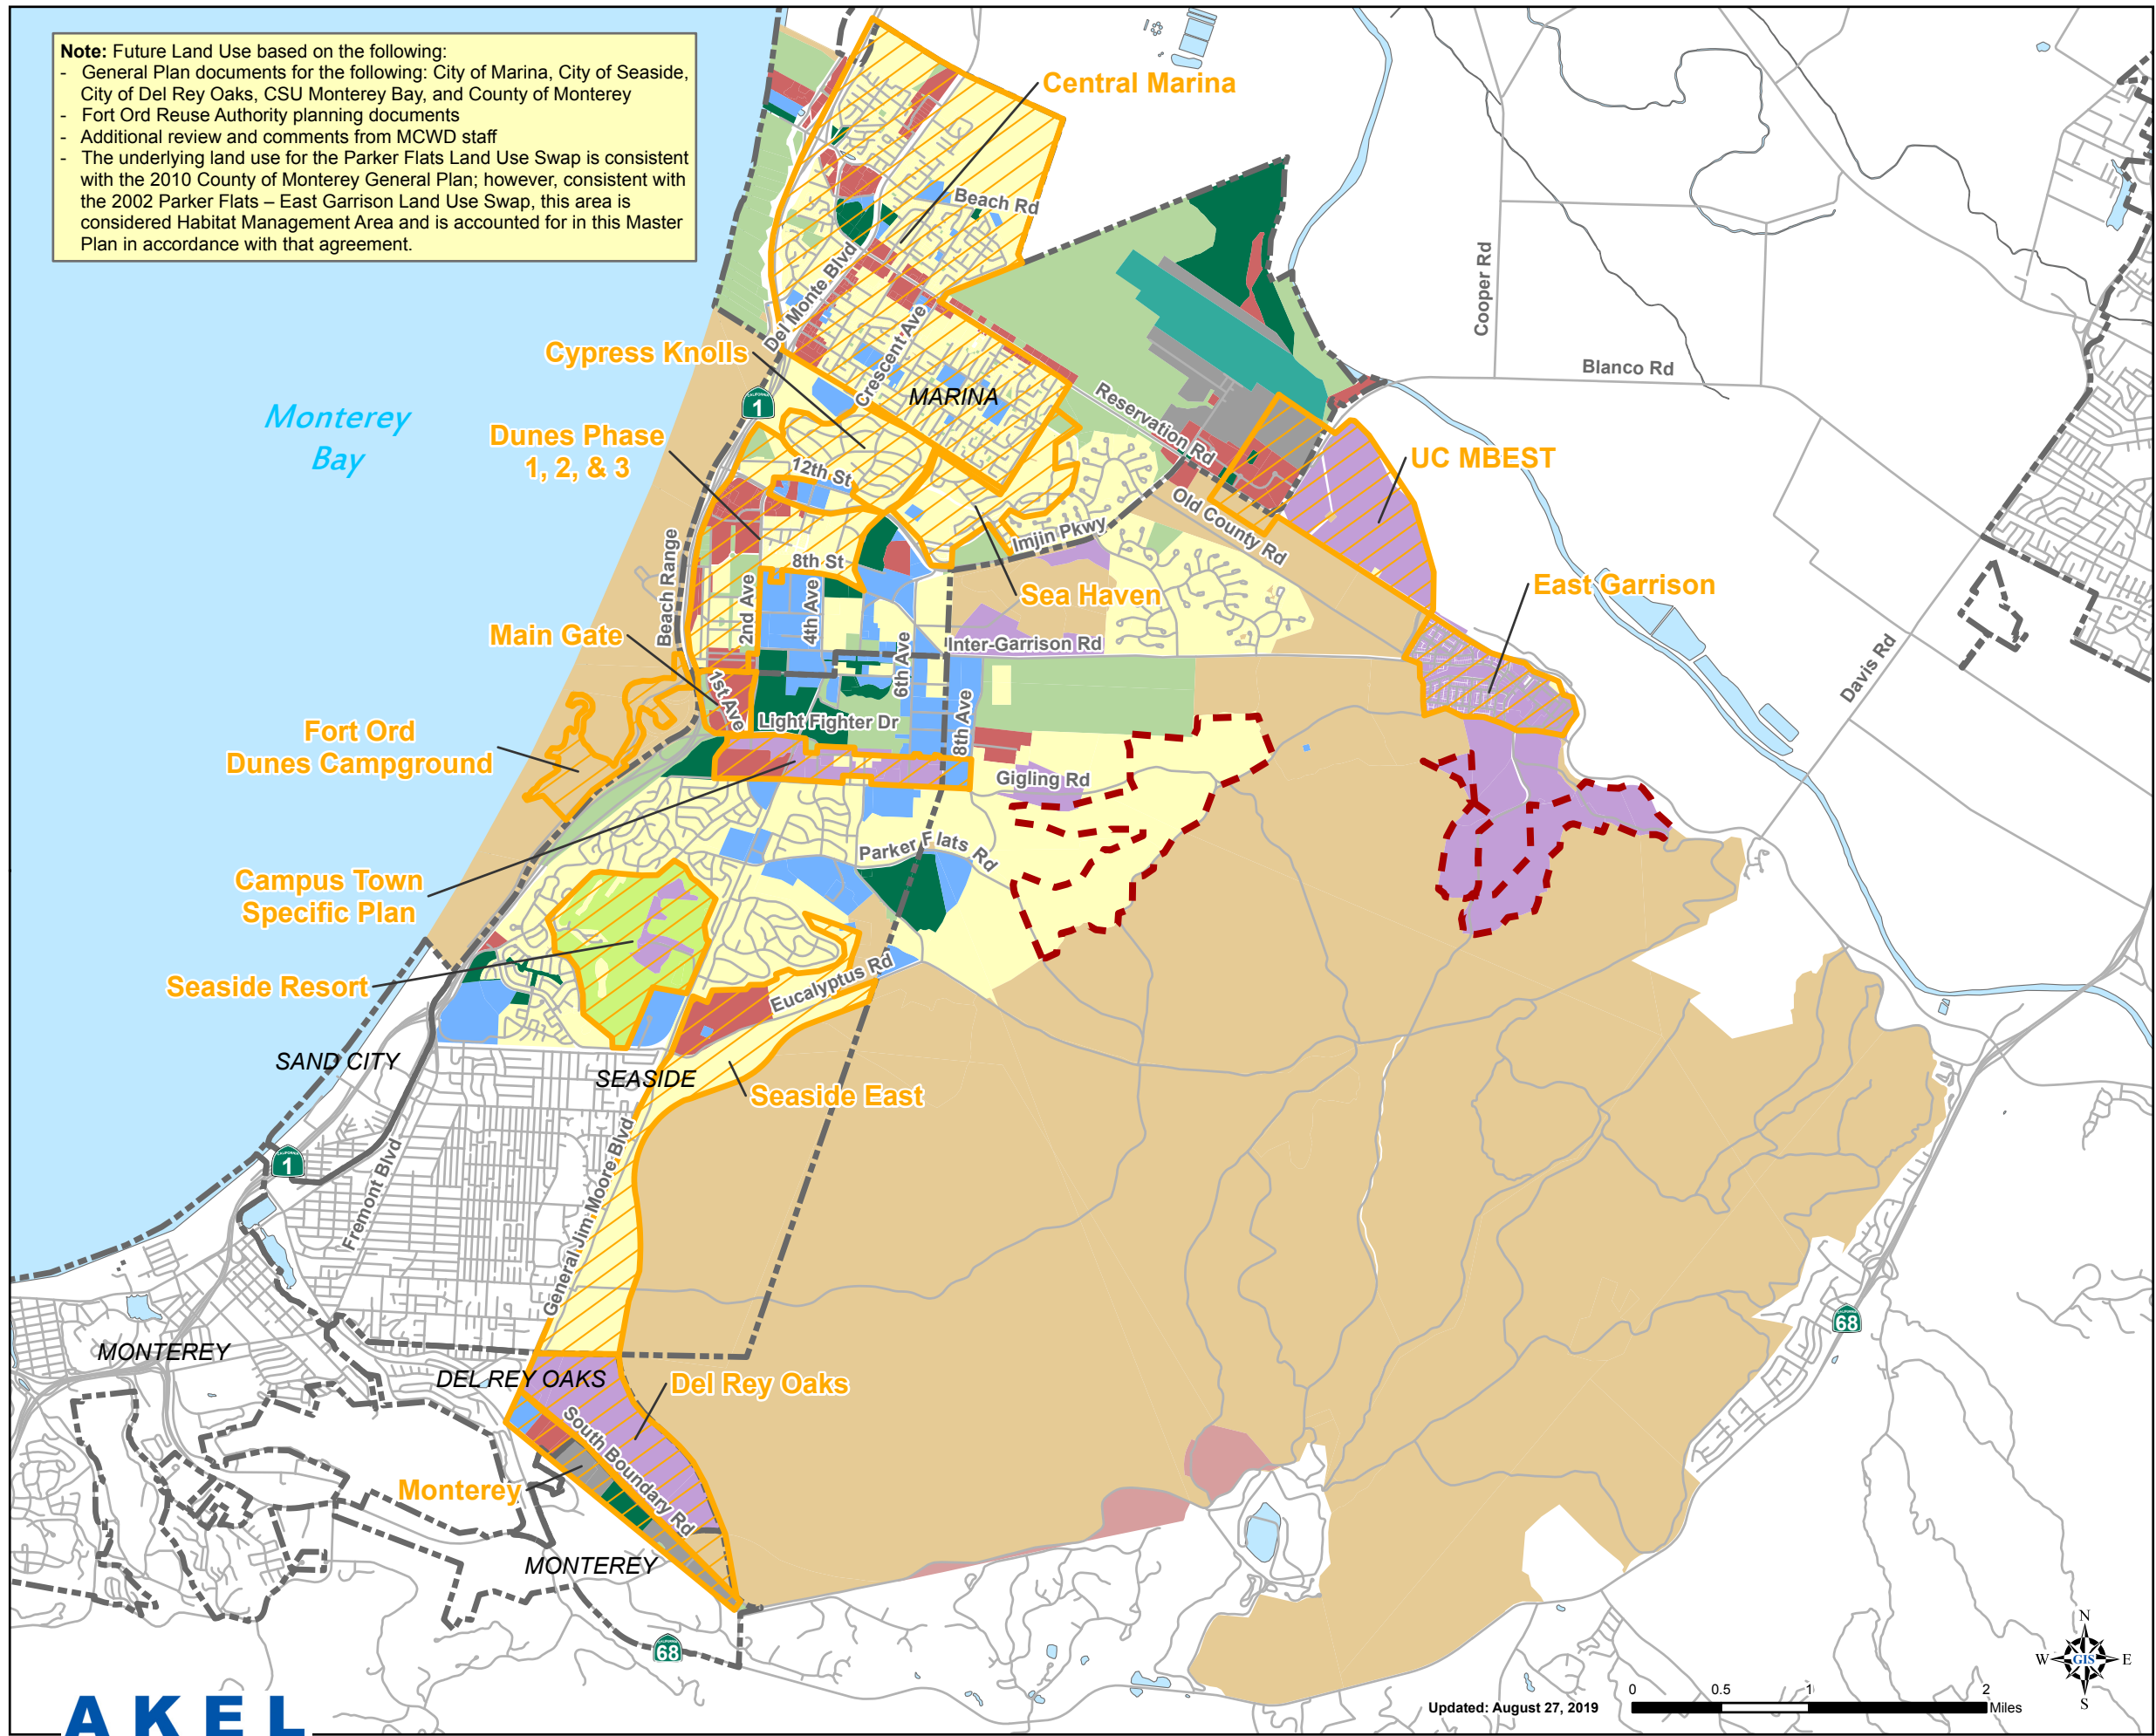 Note: Future Land Use based on the following:
- General Plan documents for the following: City of Marina, City of Seaside,
City of Del Rey Oaks, CSU Monterey Bay, and County of Monterey
- Fort Ord Reuse Authority planning documents
- Additional review and comments from MCWD staff
- The underlying land use for the Parker Flats Land Use Swap is consistent
with the 2010 County of Monterey General Plan; however, consistent with
the 2002 Parker Flats – East Garrison Land Use Swap, this area is
considered Habitat Management Area and is accounted for in this Master
Plan in accordance with that agreement.
Central Marina
Beach Rd
Del Monte Blvd
Cooper Rd
Crescent Ave
Cypress Knolls
Blanco Rd
MARINA
CALIFORNIA
1
Monterey
Bay
Reservation Rd
Dunes Phase
1, 2, & 3
12th St
UC MBEST
Old County Rd
Imjin Pkwy
8th St
Beach Range
2nd Ave
4th Ave
Sea Haven
East Garrison
Main Gate
6th Ave
Inter-Garrison Rd
Davis Rd
1st Ave
Light Fighter Dr
8th Ave
Fort Ord
Dunes Campground
Gigling Rd
Parker Flats Rd
Campus Town
Specific Plan
Seaside Resort
Eucalyptus Rd
SAND CITY
SEASIDE
Seaside East
CALIFORNIA
1
Fremont Blvd
General Jim Moore Blvd
CALIFORNIA
68
MONTEREY
DEL REY OAKS
Del Rey Oaks
South Boundary Rd
Monterey
MONTEREY
CALIFORNIA
68
N
W
GIS
E
S
Updated: August 27, 2019
0
0.5
1
2
Miles
AKEL